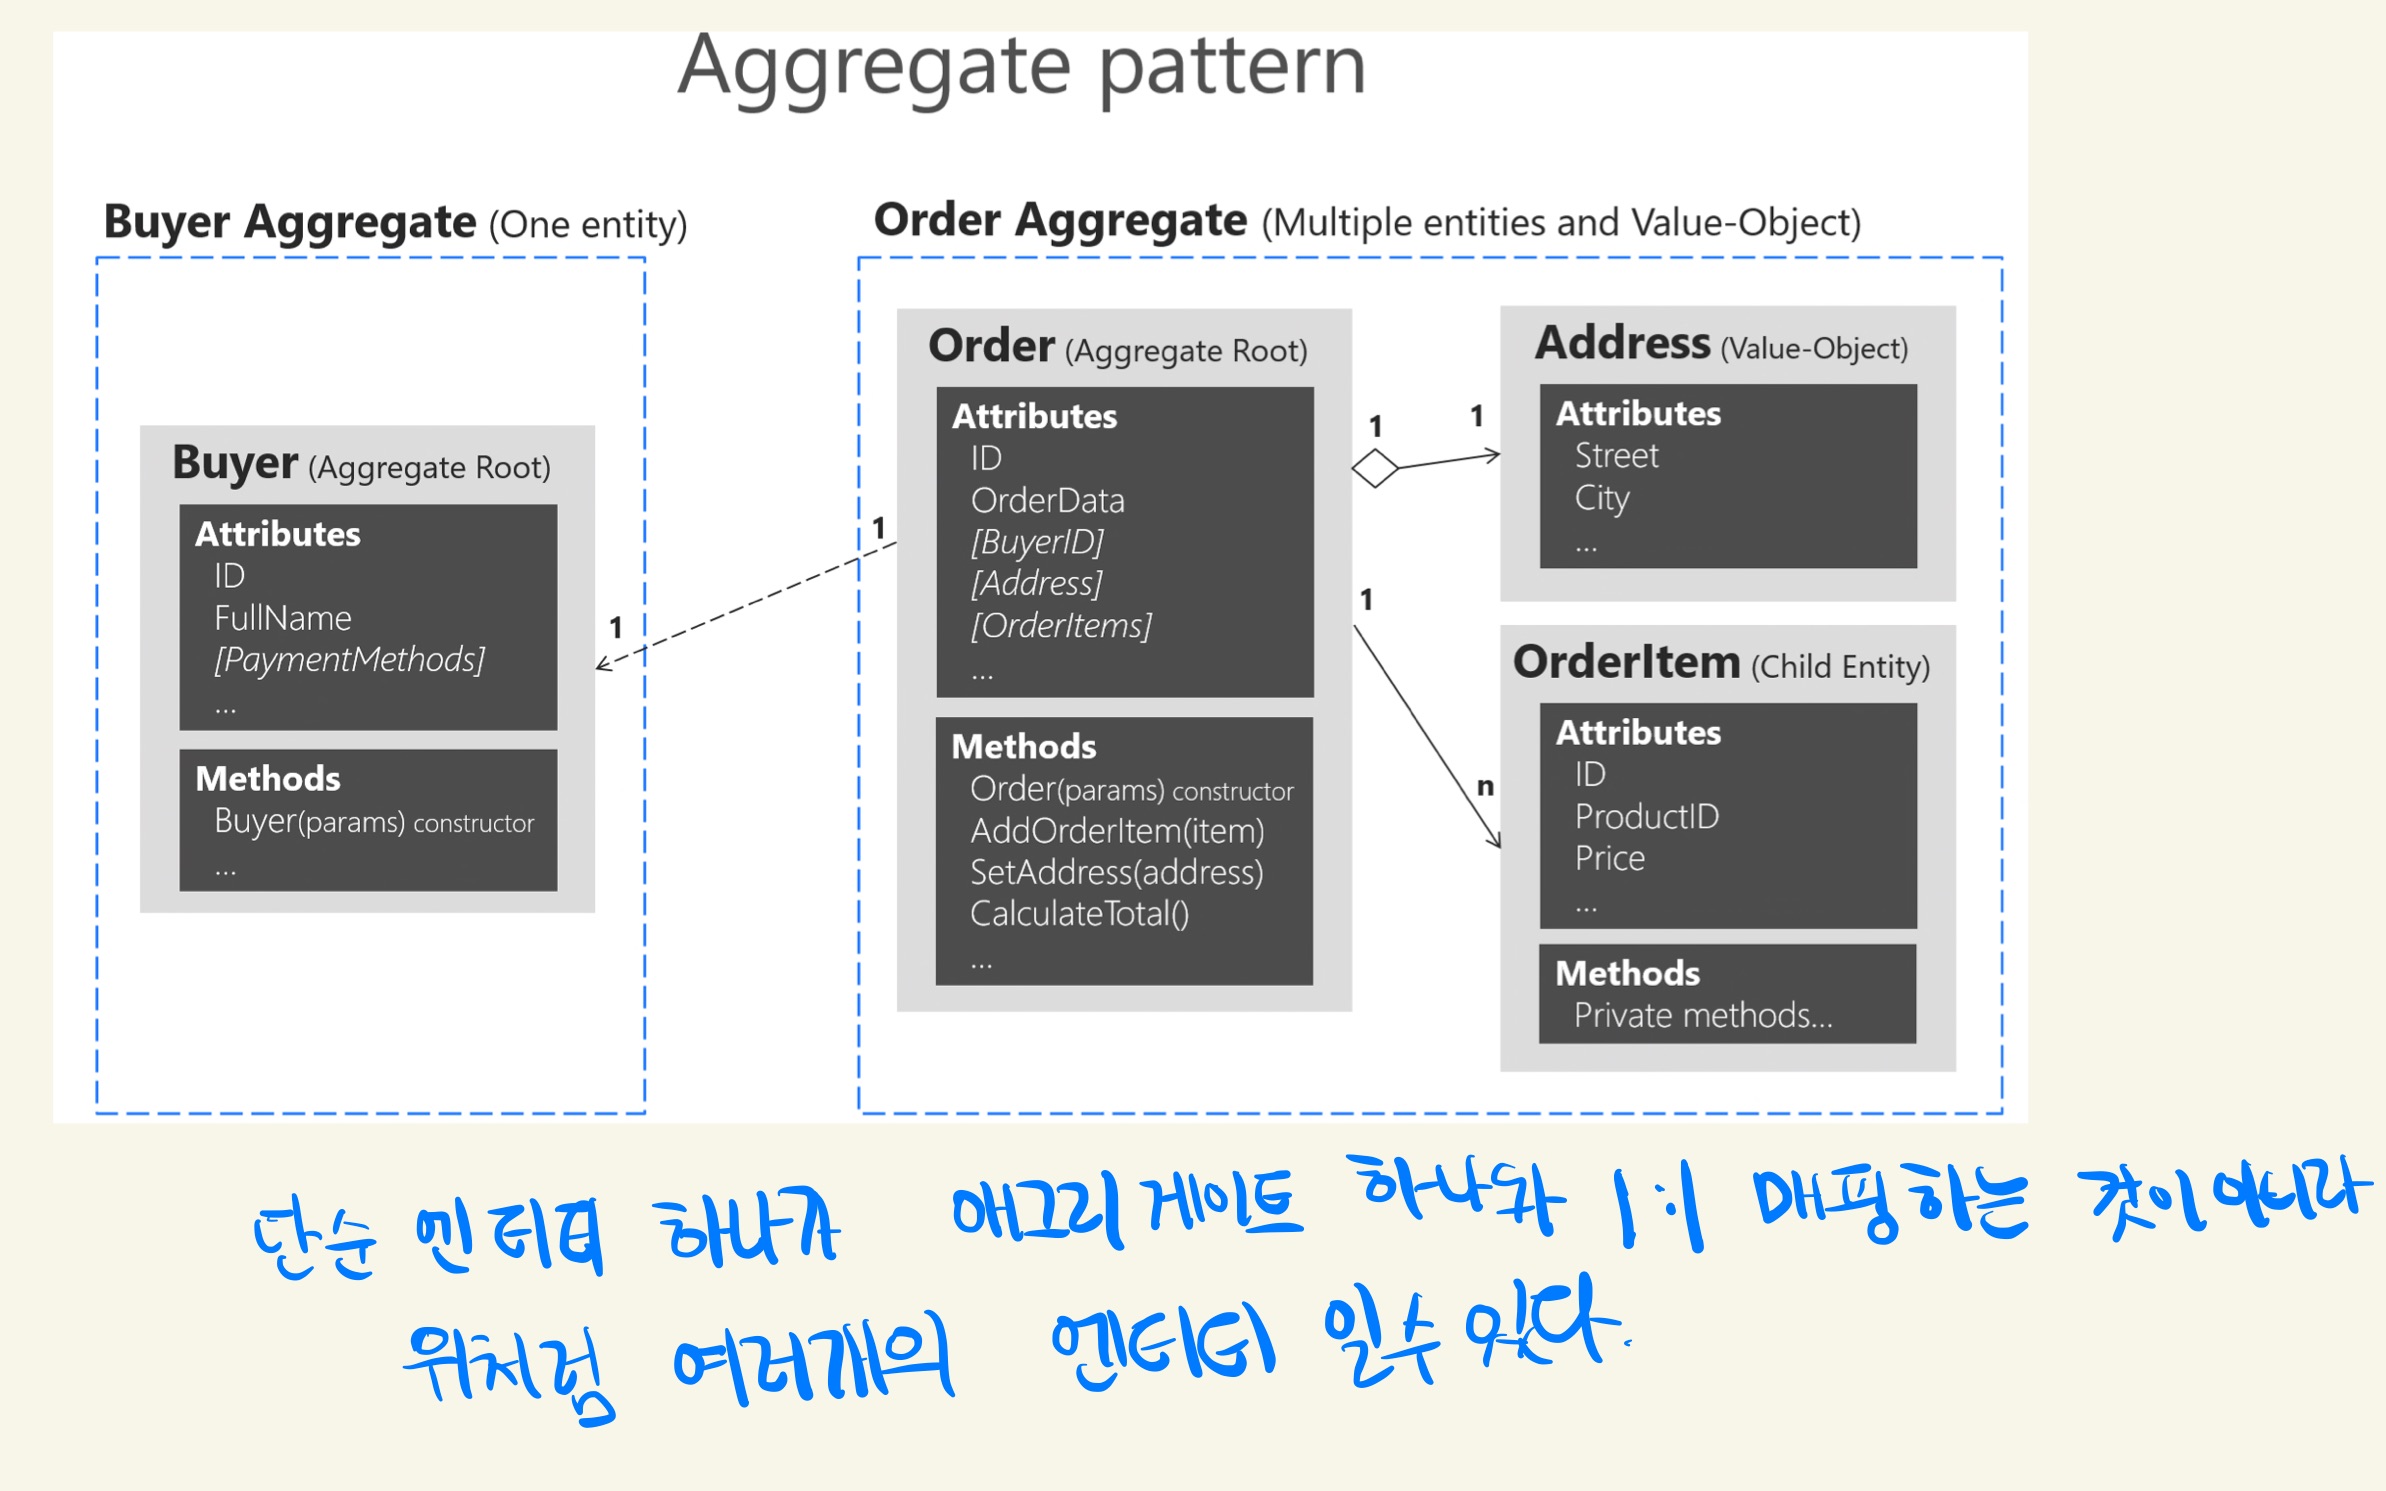 Aggregate pattern
Buyer Aggregate (One entity)
Buyer (Aggregate Root)
Attributes
ID
FullName
[PaymentMethods]
...
Methods
Buyer(params) constructor
...
1
1
Order Aggregate (Multiple entities and Value-Object)
Order (Aggregate Root)
Attributes
ID
OrderData
[BuyerID]
[Address]
[OrderItems]
...
Methods
Order(params) constructor
AddOrderItem(item)
SetAddress(address)
CalculateTotal()
...
1
1
Address (Value-Object)
Attributes
Street
City
...
1
n
OrderItem (Child Entity)
Attributes
ID
ProductID
Price
...
Methods
Private methods...
단순 엔터티 하나가 애그리게이트 하나와 1:1 매핑하는 것이 아니라
위처럼 여러개의 엔터티 일수 있다.